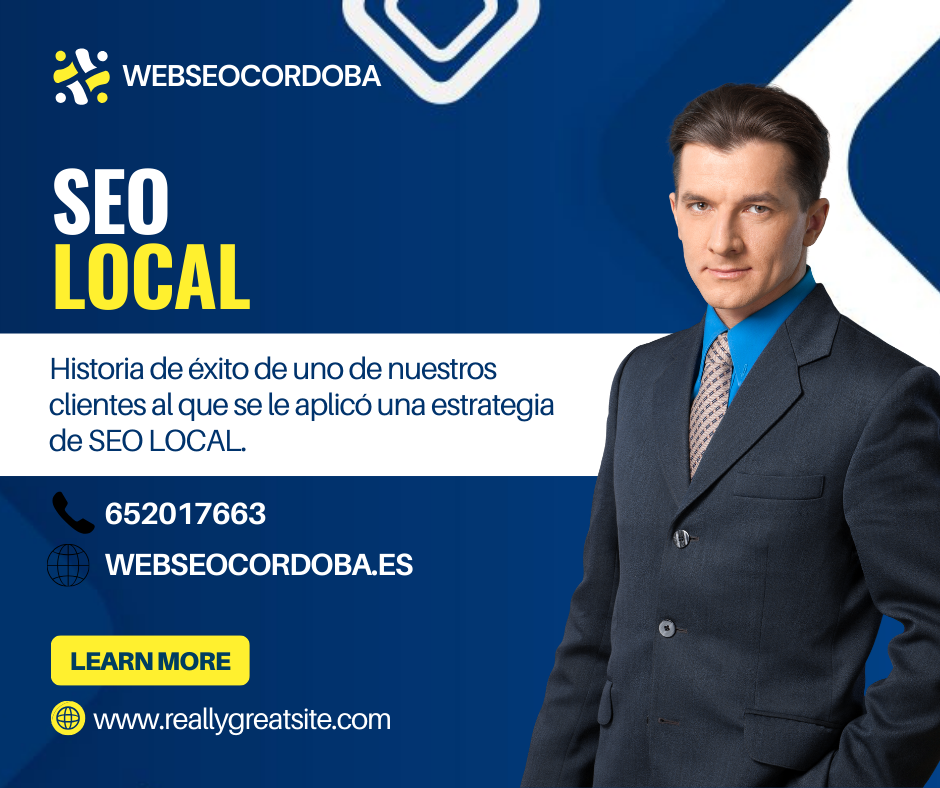 WEBSEOCORDOBA
SEO
LOCAL
Historia de éxito de uno de nuestros
clientes al que se le aplicó una estrategia
de SEO LOCAL.
652017663
WEBSEOCORDOBA.ES
LEARN MORE
www.reallygreatsite.com